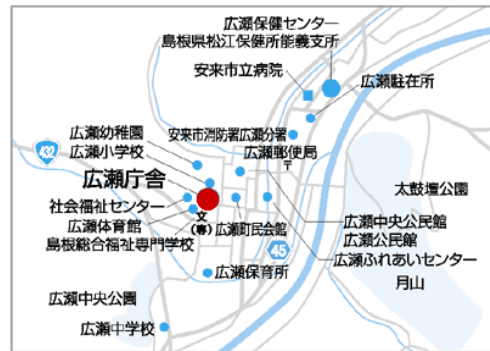 広瀬保健センター
島根県松江保健所能義支所
安来市立病院
広瀬駐在所
広瀬幼稚園
安来市消防署広瀬分署
432
広瀬小学校
広瀬郵便局
〒
広瀬庁舎
太鼓壇公園
社会福祉センター
文
(専)
広瀬中央公民館
広瀬体育館
広瀬町民会館
広瀬公民館
島根総合福祉専門学校
45
広瀬ふれあいセンター
広瀬保育所
月山
広瀬中央公園
広瀬中学校